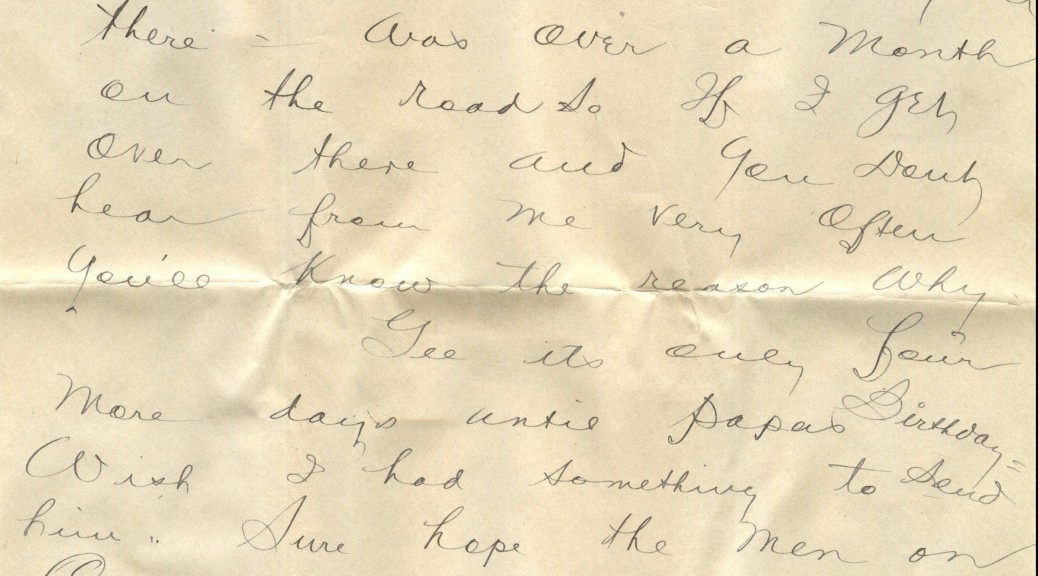 there - was over a Month
on the road so If I get
over there and you Dont
hear from me very often
You'll Know the reason Why.
Gee its only four
More days until papas Birthday =
Wish I had something to Send
him .. Sure hope the Men on